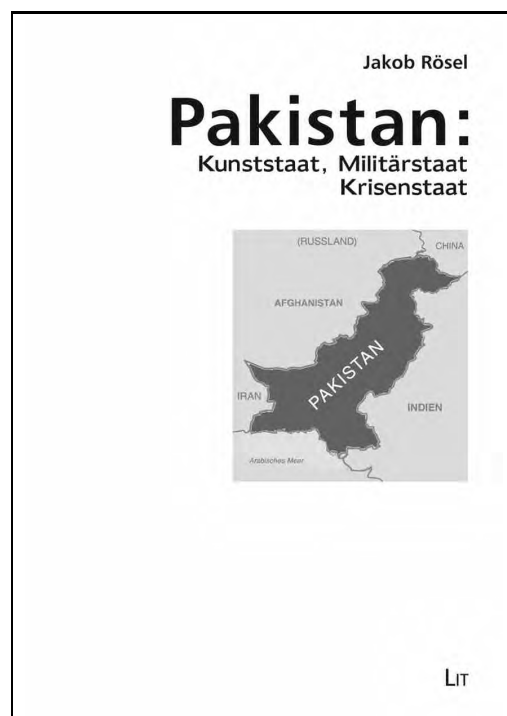 Jakob Rösel
Pakistan:
Kunststaat, Militärstaat
Krisenstaat
(RUSSLAND)
CHINA
AFGHANISTAN
PAKISTAN
IRAN
INDIEN
Arabisches Meer
LIT